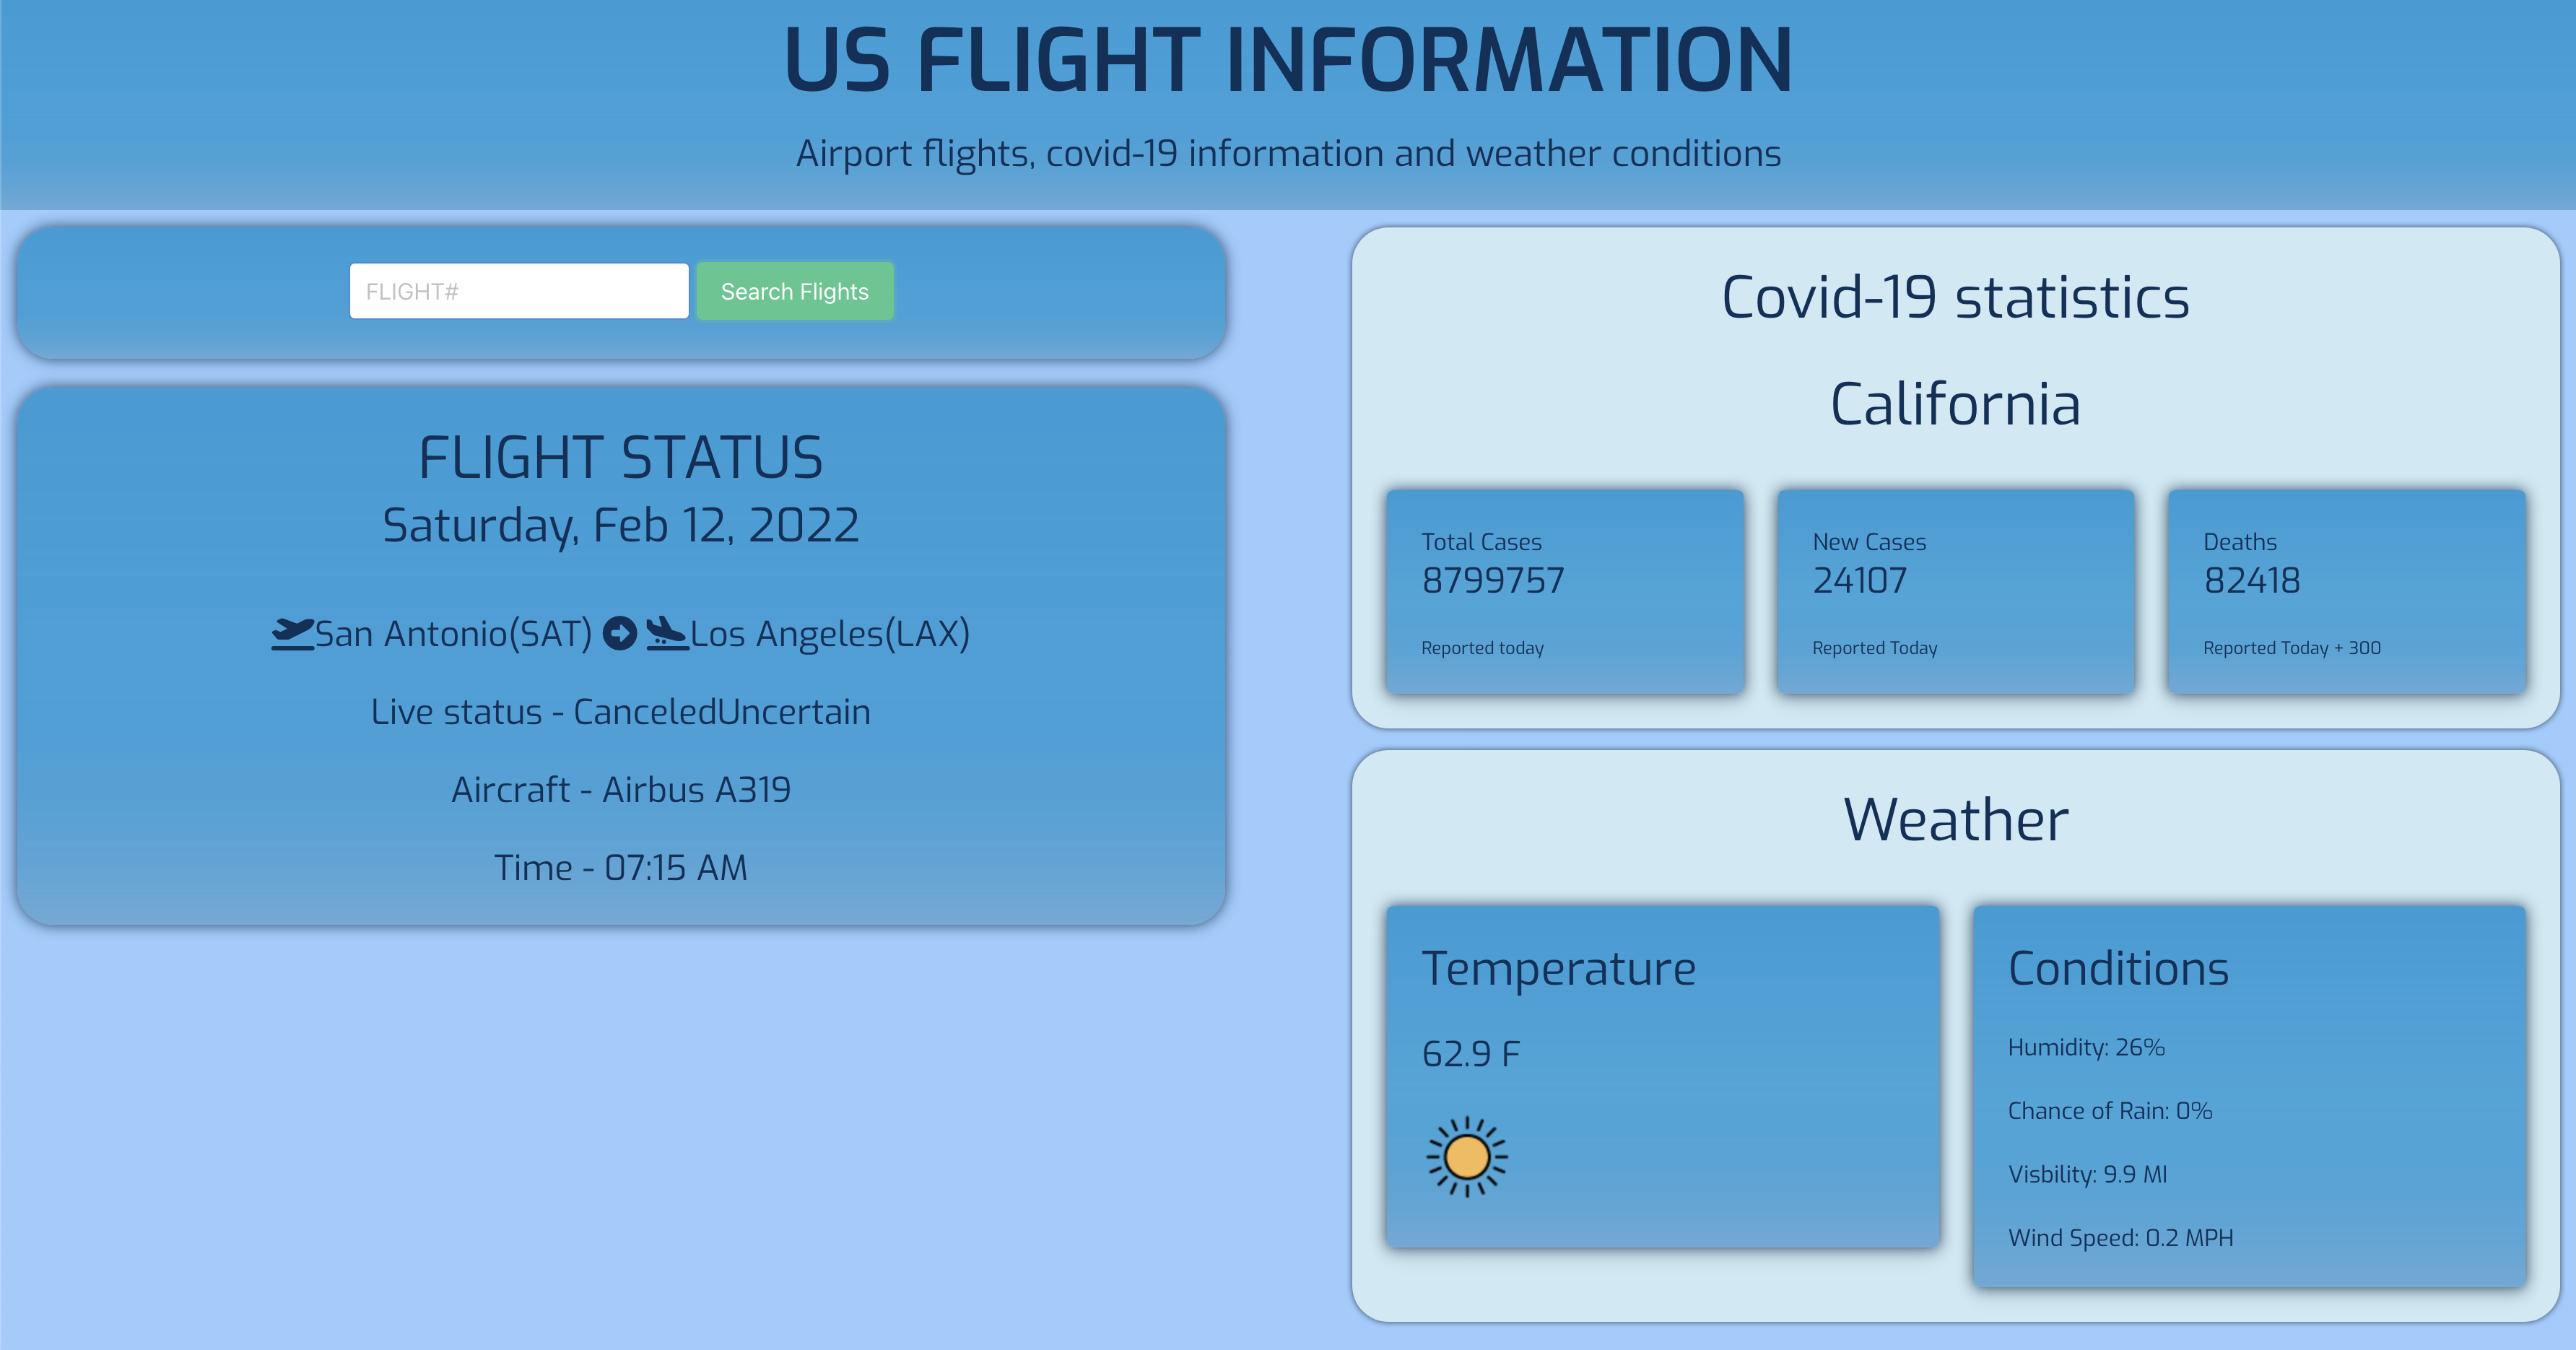 US FLIGHT INFORMATION
Airport flights, covid-19 information and weather conditions
FLIGHT#
Search Flights
FLIGHT STATUS
Saturday, Feb 12, 2022
San Antonio(SAT) Los Angeles(LAX)
Live status - CanceledUncertain
Aircraft - Airbus A319
Time - 07:15 AM
Covid-19 statistics
California
Total Cases
8799757
Reported today
New Cases
24107
Reported Today
Deaths
82418
Reported Today + 300
Weather
Temperature
62.9 F
Conditions
Humidity: 26%
Chance of Rain: 0%
Visbility: 9.9 MI
Wind Speed: 0.2 MPH